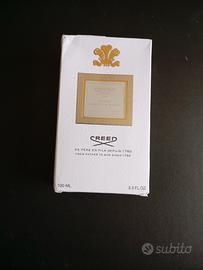 CREED
DE PÈRE EN FILS DEPUIS 1760
FROM FATHER TO SON SINCE 1760
100 ML
3.3 FL.OZ
subito